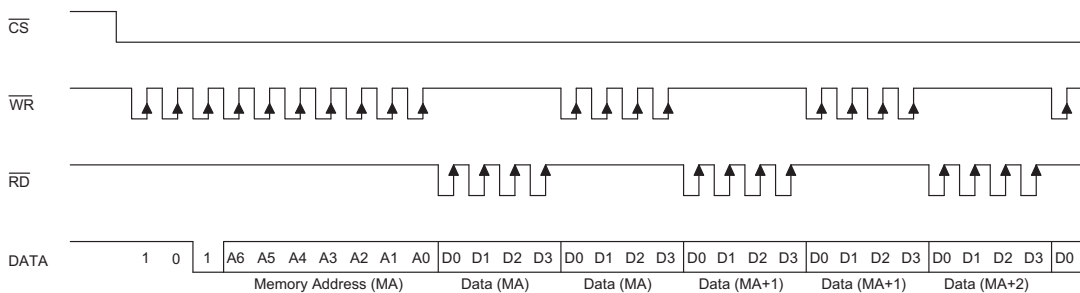 CS
WR
RD
DATA 1 0 1 A6 A5 A4 A3 A2 A1 A0 D0 D1 D2 D3 D0 D1 D2 D3 D0 D1 D2 D3 D0 D1 D2 D3 D0 D1 D2 D3 D0
Memory Address (MA) Data (MA) Data (MA) Data (MA+1) Data (MA+1) Data (MA+2)